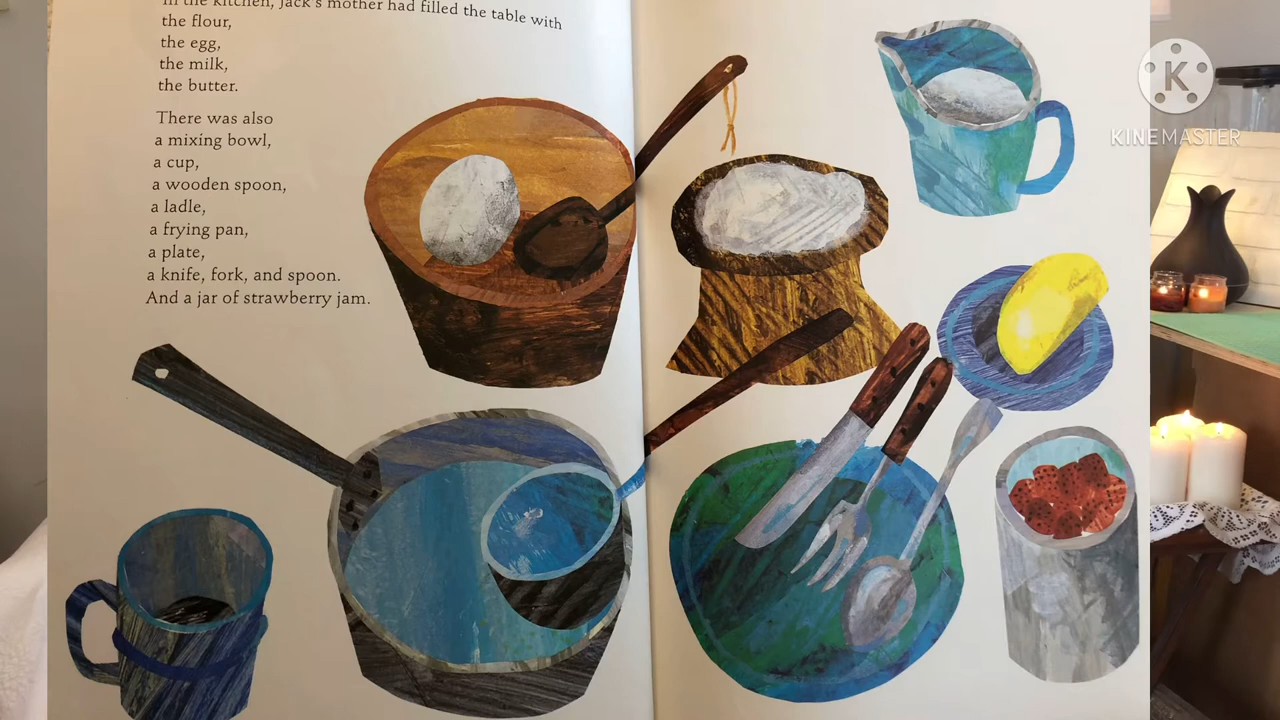 In the kitchen, Jack's mother had filled the table with
the flour,
the egg,
the milk,
the butter.
There was also
a mixing bowl,
a cup,
a wooden spoon,
a ladle,
a frying pan,
a plate,
a knife, fork, and spoon.
And a jar of strawberry jam.
K
KINEMASTER